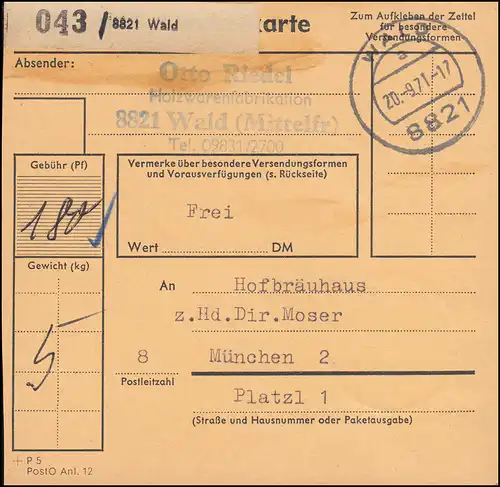 043 / 8821 Wald
karte
Zum Aufkleben der Zettel
für besondere
Versendungsformen
Absender:
Otto Riedel
Holzwarenfabrikation
8821 Wald (Mittelfr)
Tel. 09831/2700
WALD
a
20.-9.71-17
8821
Gebühr (Pf)
180
Vermerke über besondere Versendungsformen
und Vorausverfügungen (s. Rückseite)
Frei
Wert DM
Gewicht (kg)
5
An Hofbräuhaus
z.Hd.Dir.Moser
8 München 2
Postleitzahl
Platzl 1
(Straße und Hausnummer oder Paketausgabe)
+ P 5
PostO Anl. 12